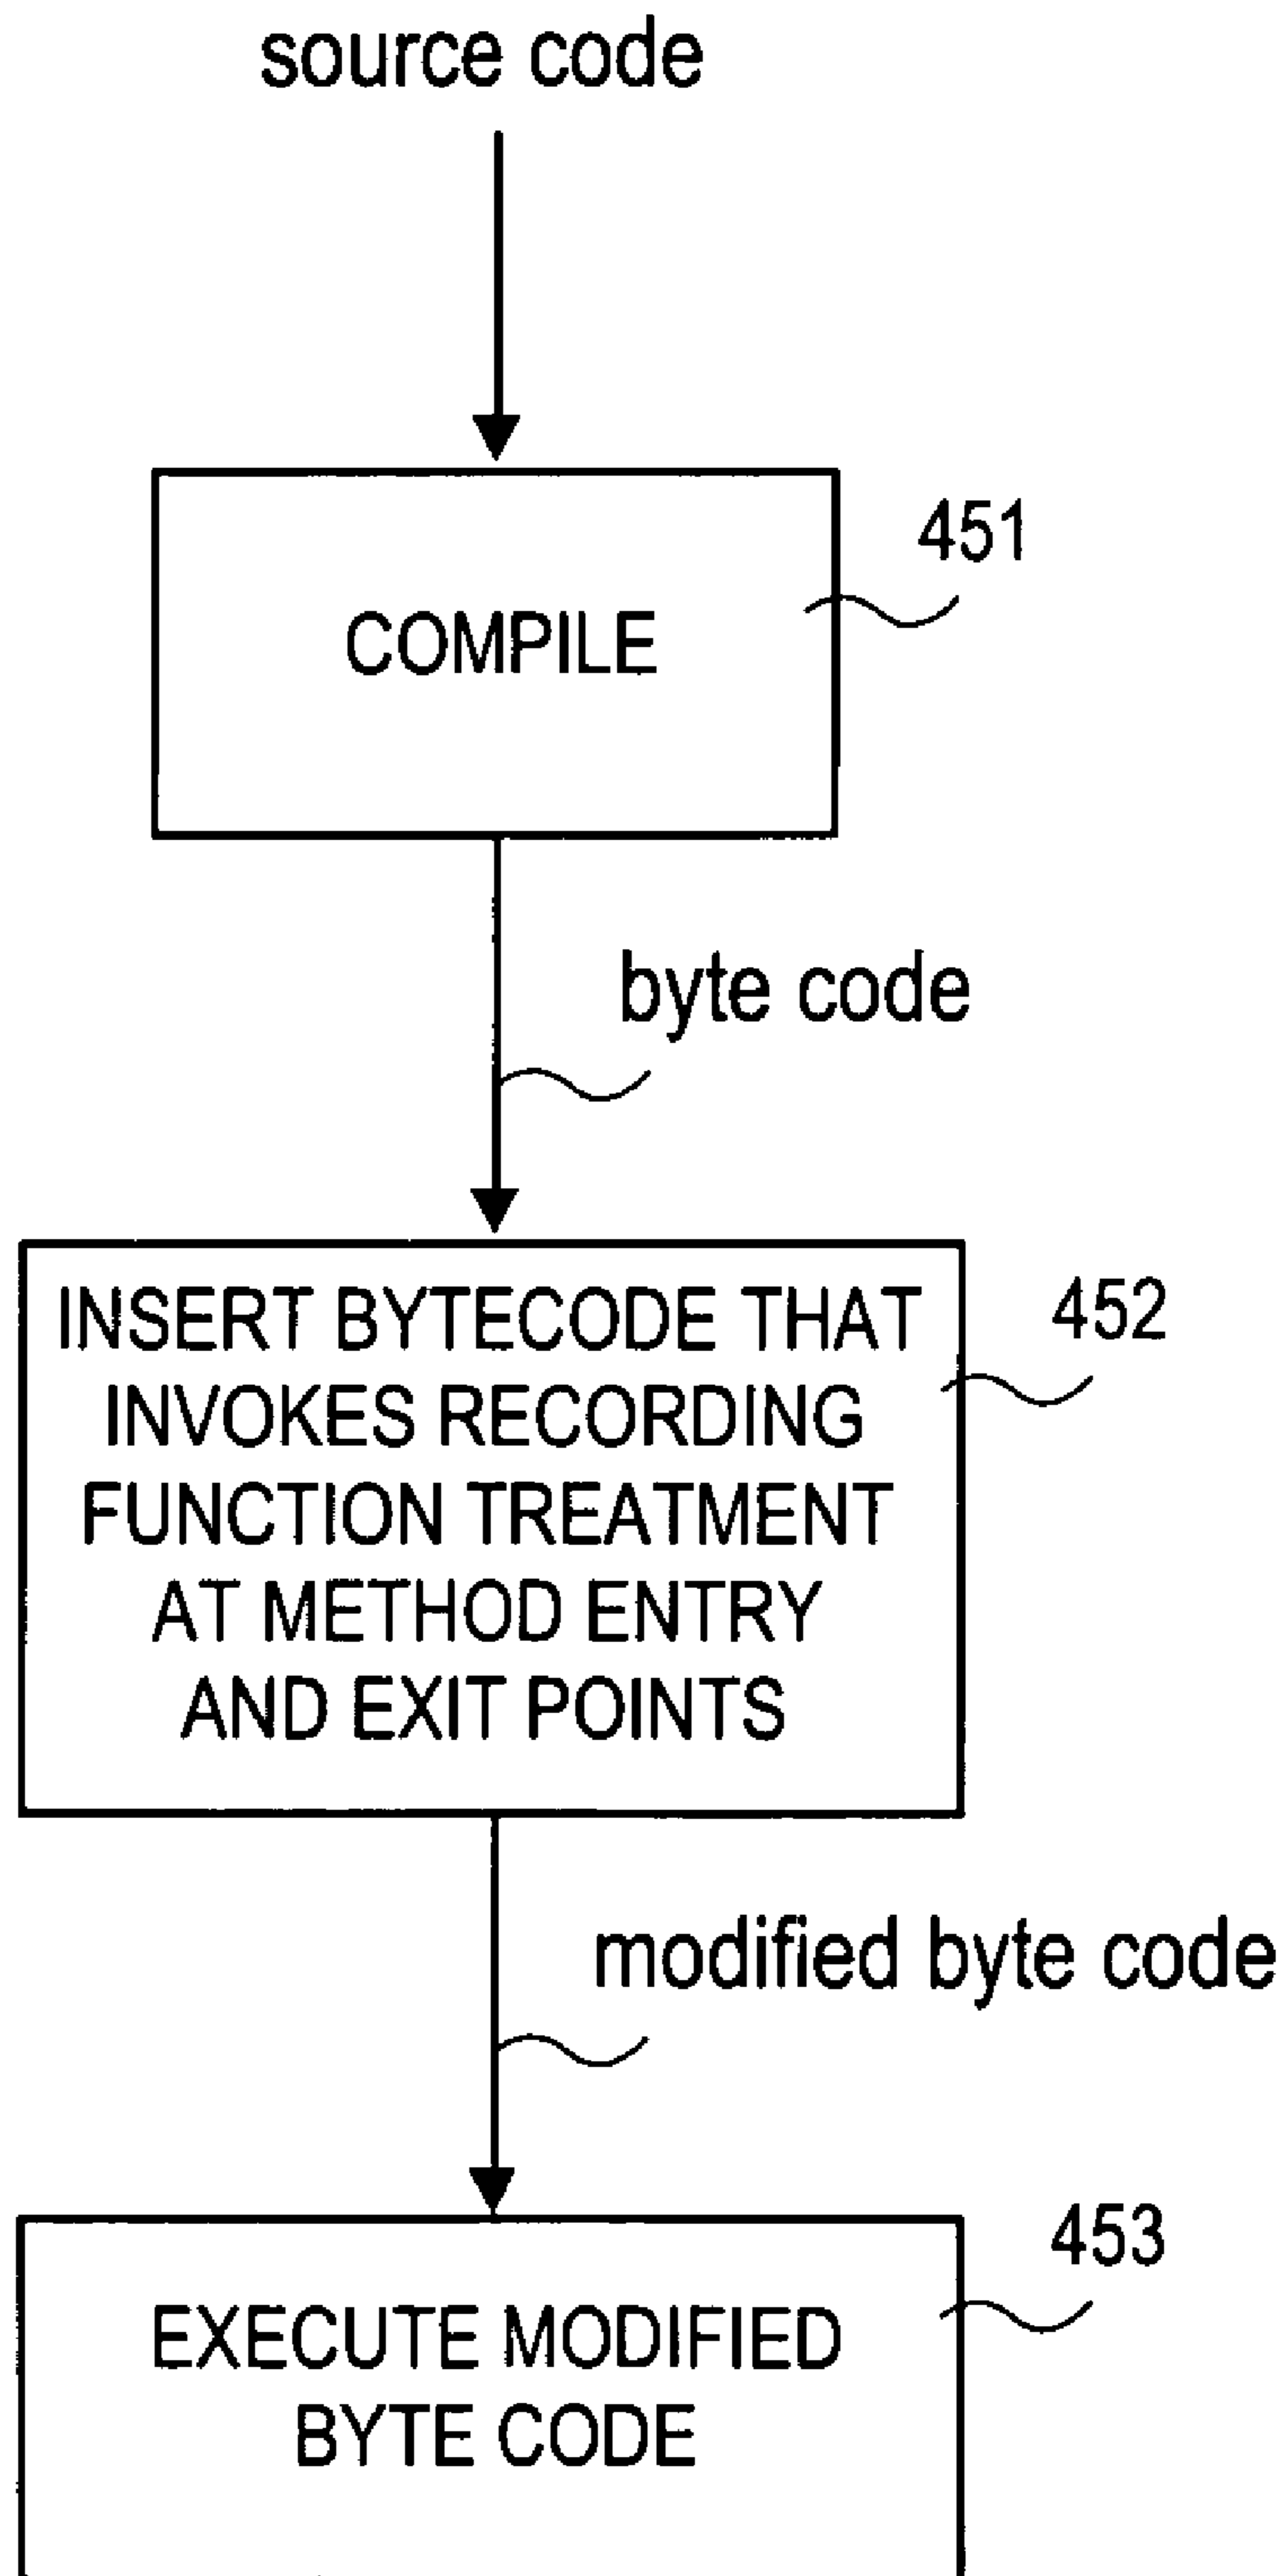 source code
451
COMPILE
byte code
452
INSERT BYTECODE THAT
INVOKES RECORDING
FUNCTION TREATMENT
AT METHOD ENTRY
AND EXIT POINTS
modified byte code
453
EXECUTE MODIFIED
BYTE CODE